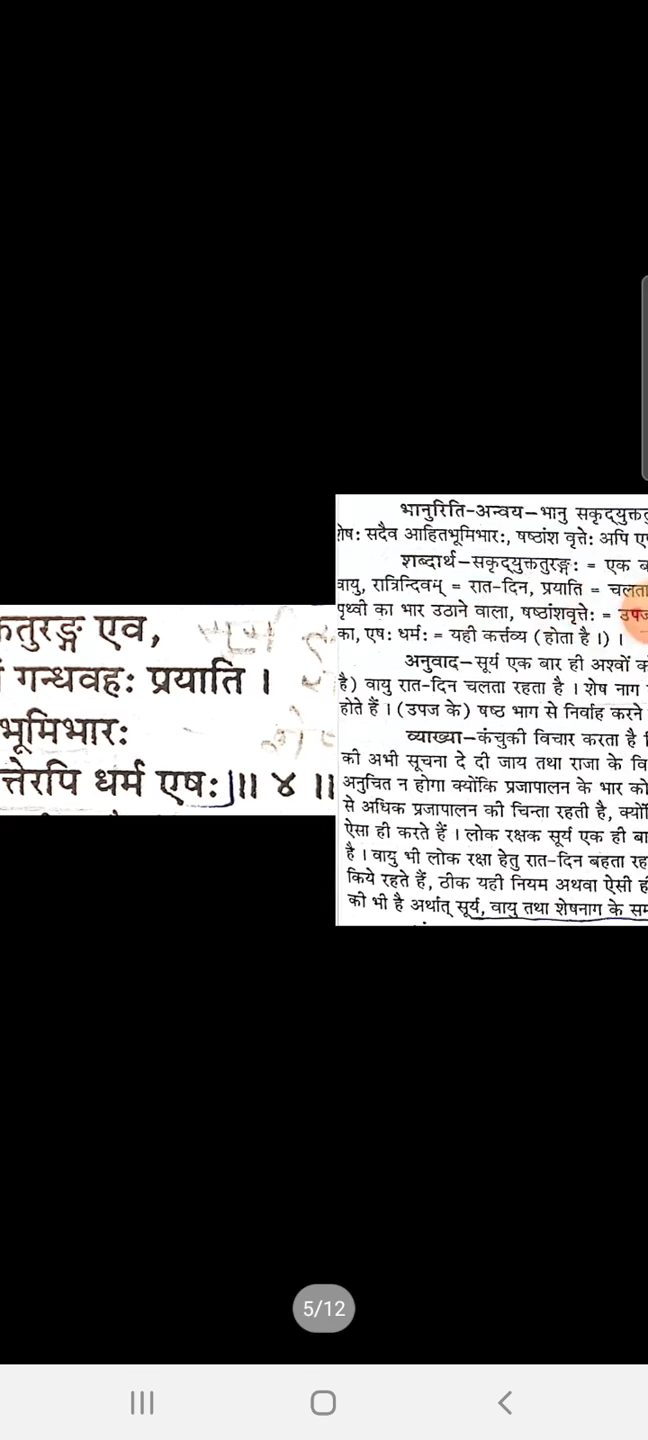 कतुरङ्ग एव,
गन्धवहः प्रयाति ।
भूमिभारः
त्तेरपि धर्म एषः ॥ ४ ॥
भानुरिति-अन्वय–भानु सकृद्युक्ततु
शेषः सदैव आहितभूमिभारः, षष्ठांश वृत्तेः अपि ए
शब्दार्थ–सकृद्युक्ततुरङ्गः = एक ब
वायु, रात्रिन्दिवम् = रात-दिन, प्रयाति = चलता
पृथ्वी का भार उठाने वाला, षष्ठांशवृत्तेः = उपज
का, एषः धर्मः = यही कर्त्तव्य (होता है।) ।
अनुवाद–सूर्य एक बार ही अश्वों क
है) वायु रात-दिन चलता रहता है । शेष नाग
होते हैं । (उपज के) षष्ठ भाग से निर्वाह करने
व्याख्या–कंचुकी विचार करता है
की अभी सूचना दे दी जाय तथा राजा के वि
अनुचित न होगा क्योंकि प्रजापालन के भार को
से अधिक प्रजापालन की चिन्ता रहती है, क्यों
ऐसा ही करते हैं । लोक रक्षक सूर्य एक ही बा
है । वायु भी लोक रक्षा हेतु रात-दिन बहता रह
किये रहते हैं, ठीक यही नियम अथवा ऐसी ही
की भी है अर्थात् सूर्य, वायु तथा शेषनाग के सम
5/12